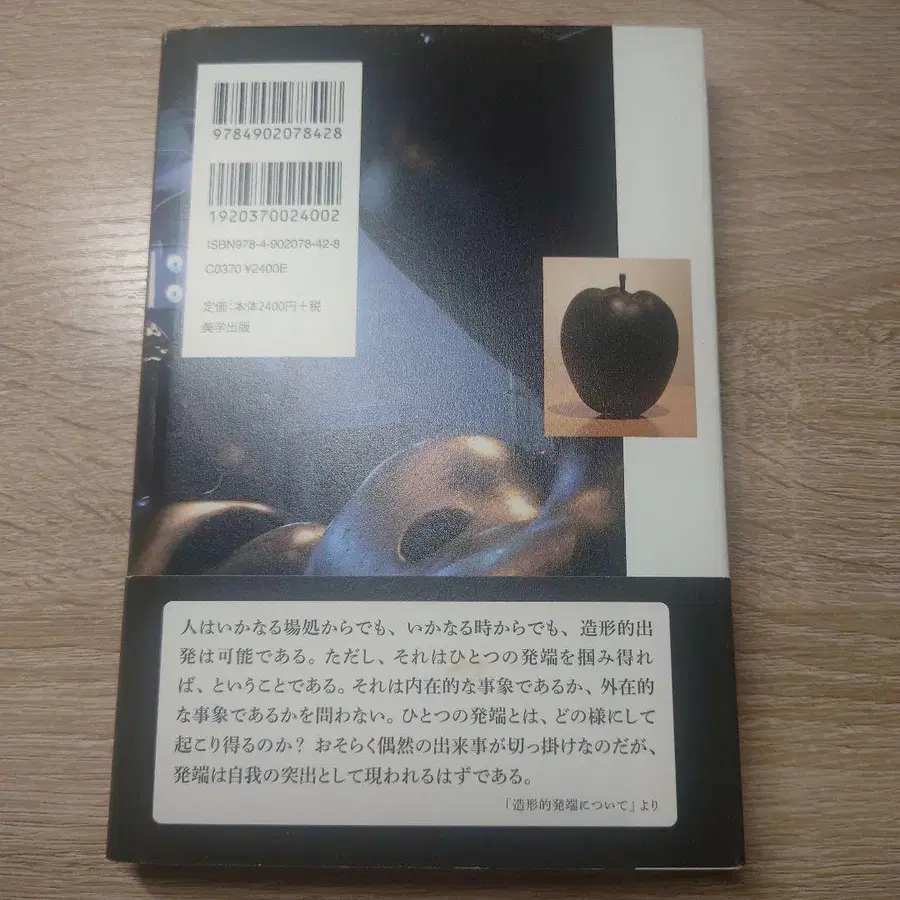 9784902078428
1920370024002
ISBN978-4-902078-42-8
C0370 ¥2400E
定価：本体2400円＋税
美学出版
人はいかなる場処からでも、いかなる時からでも、造形的出
発は可能である。ただし、それはひとつの発端を掴み得れ
ば、ということである。それは内在的な事象であるか、外在的
な事象であるかを問わない。ひとつの発端とは、どの様にして
起こり得るのか？ おそらく偶然の出来事が切っ掛けなのだが、
発端は自我の突出として現われるはずである。
「造形的発端について」より